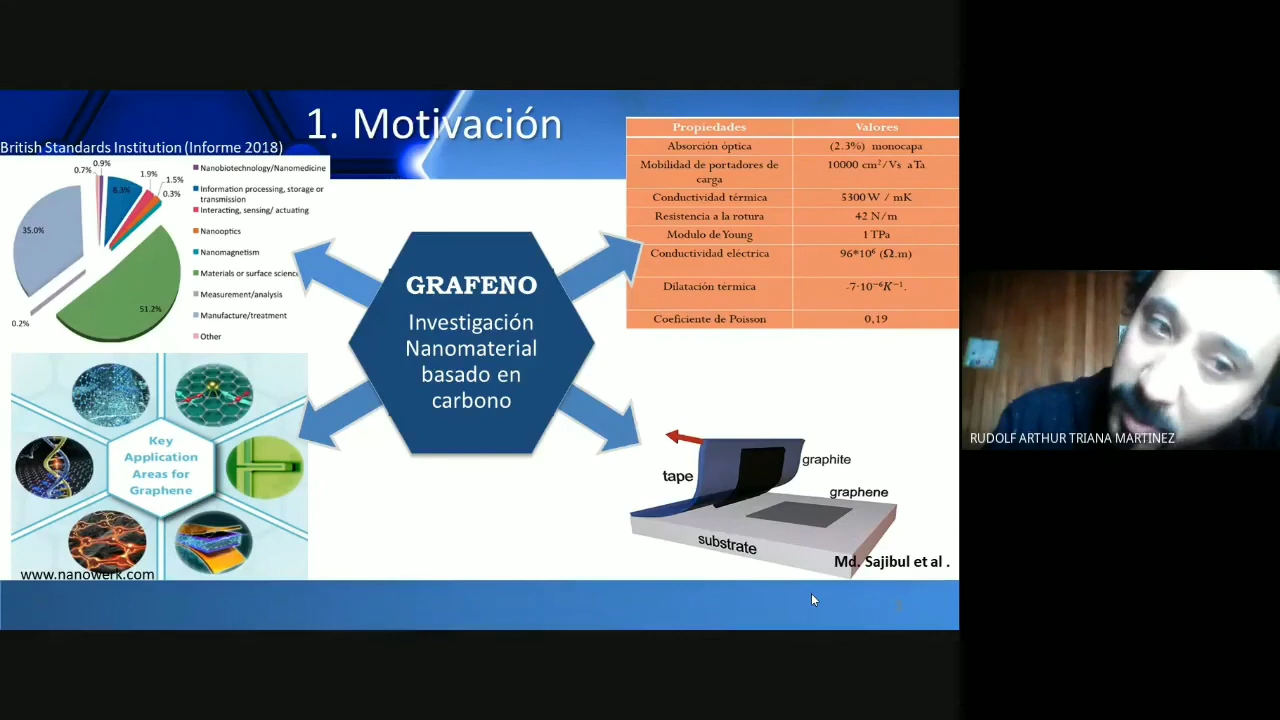 1. Motivación
British Standards Institution (Informe 2018)
0.7%
0.9%
8.3%
1.9%
1.5%
0.3%
35.0%
51.2%
0.2%
Nanobiotechnology/Nanomedicine
Information processing, storage or
transmission
Interacting, sensing/ actuating
Nanooptics
Nanomagnetism
Materials or surface science
Measurement/analysis
Manufacture/treatment
Other
GRAFENO
Investigación
Nanomaterial
basado en
carbono
Propiedades Valores
Absorción óptica (2.3%) monocapa
Mobilidad de portadores de
carga
10000 cm²/Vs a Ta
Conductividad térmica 5300 W / mK
Resistencia a la rotura 42 N/m
Modulo de Young 1 TPa
Conductividad eléctrica 96*10⁶ (Ω.m)
Dilatación térmica -7·10⁻⁶K⁻¹.
Coeficiente de Poisson 0,19
Key
Application
Areas for
Graphene
www.nanowerk.com
tape
graphite
graphene
substrate
Md. Sajibul et al .
RUDOLF ARTHUR TRIANA MARTINEZ